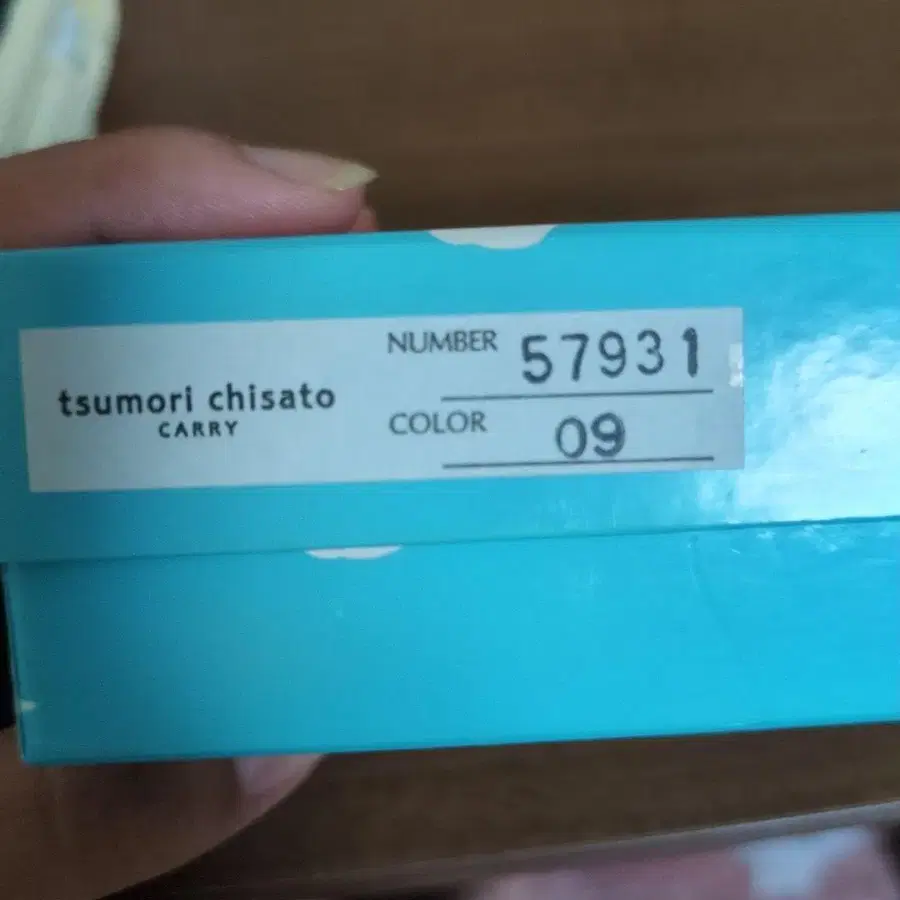 tsumori chisato
CARRY
NUMBER 57931
COLOR 09